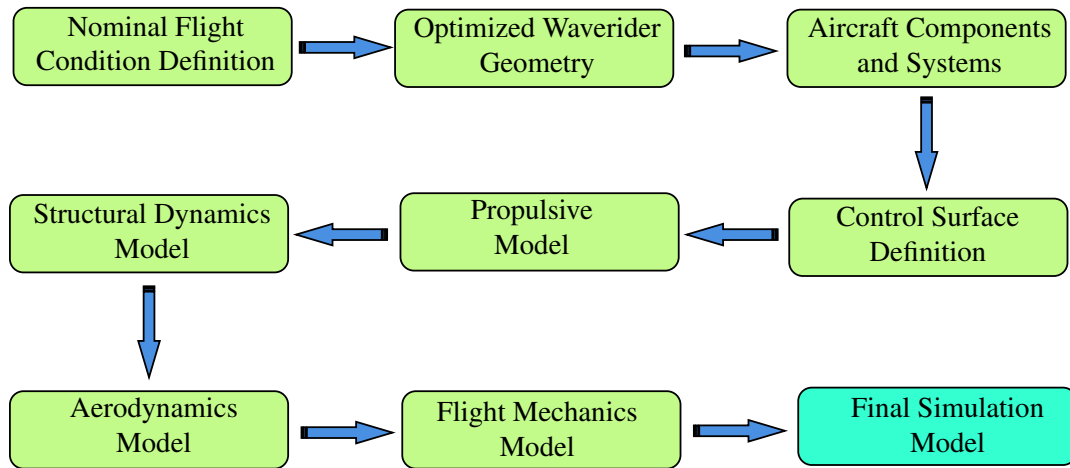 Nominal Flight
Condition Definition
Optimized Waverider
Geometry
Aircraft Components
and Systems
Structural Dynamics
Model
Propulsive
Model
Control Surface
Definition
Aerodynamics
Model
Flight Mechanics
Model
Final Simulation
Model